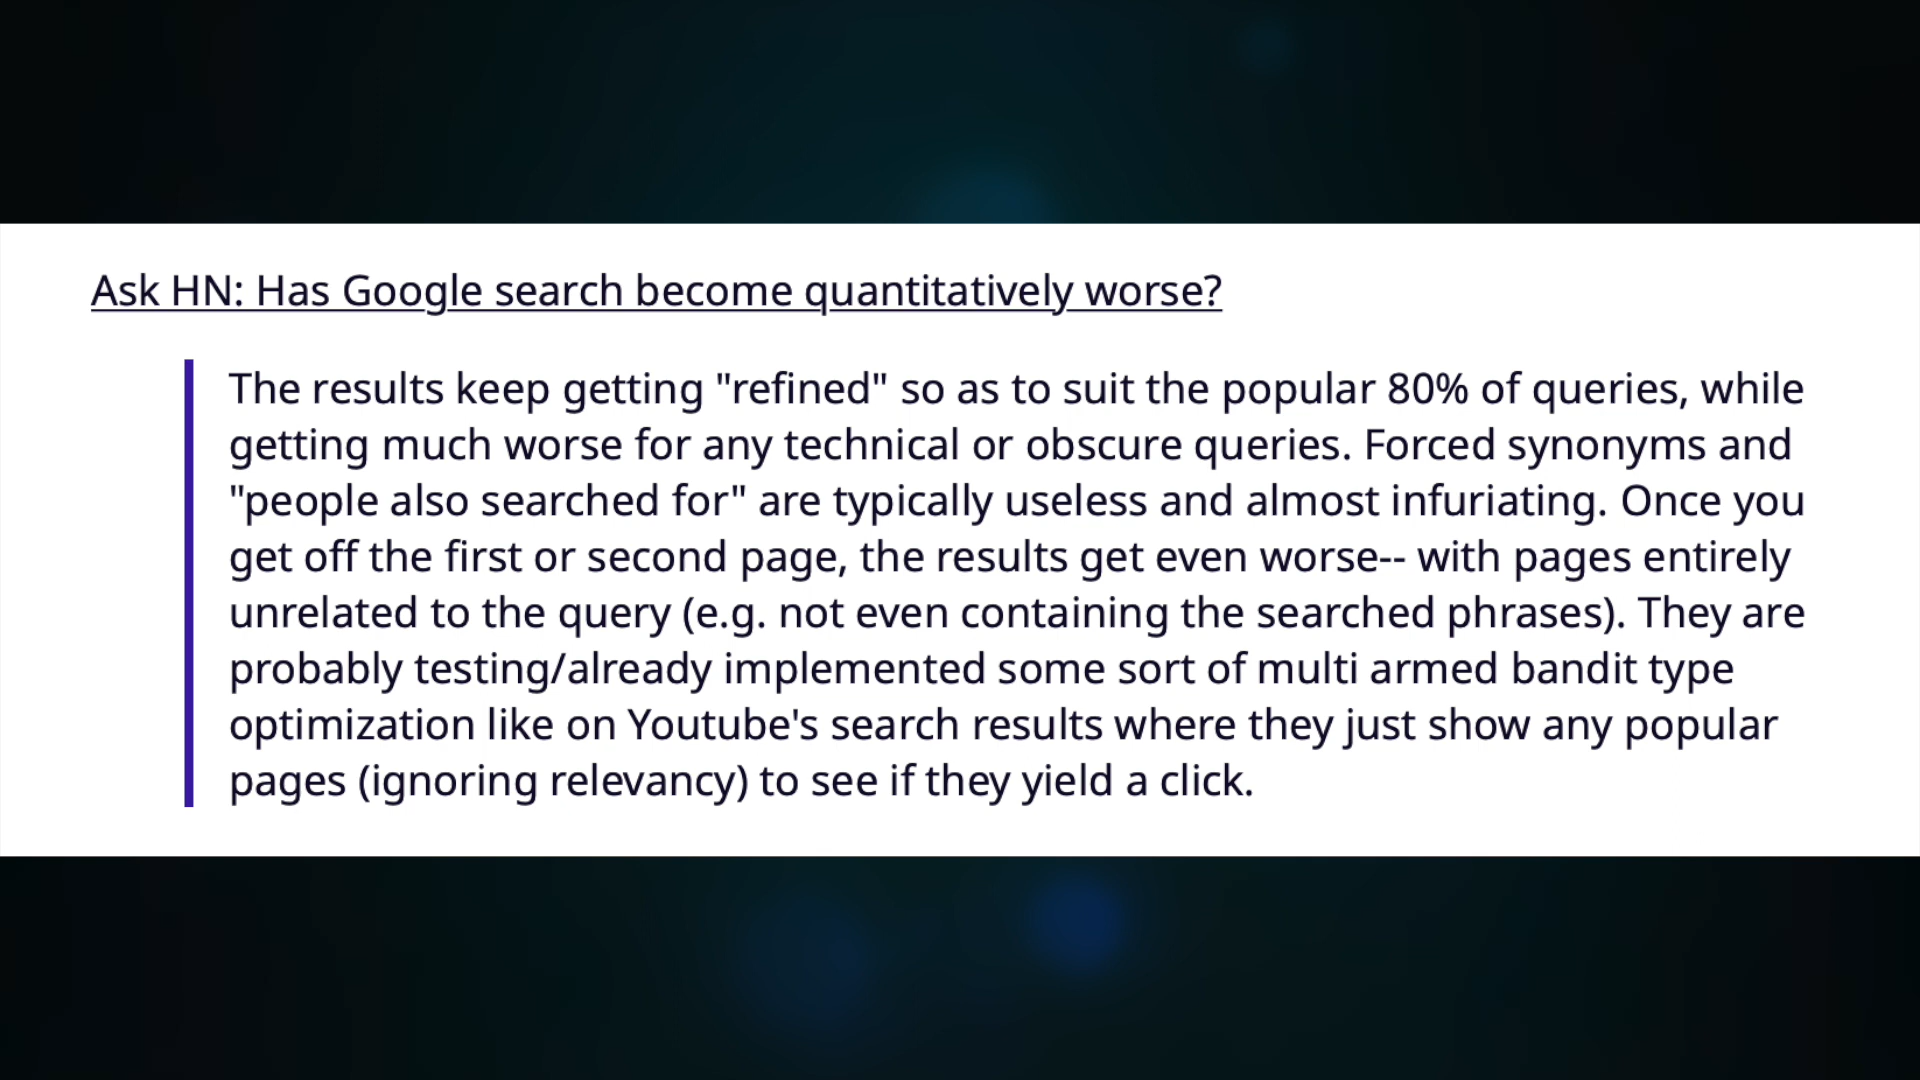 Ask HN: Has Google search become quantitatively worse?
The results keep getting "refined" so as to suit the popular 80% of queries, while
getting much worse for any technical or obscure queries. Forced synonyms and
"people also searched for" are typically useless and almost infuriating. Once you
get off the first or second page, the results get even worse-- with pages entirely
unrelated to the query (e.g. not even containing the searched phrases). They are
probably testing/already implemented some sort of multi armed bandit type
optimization like on Youtube's search results where they just show any popular
pages (ignoring relevancy) to see if they yield a click.